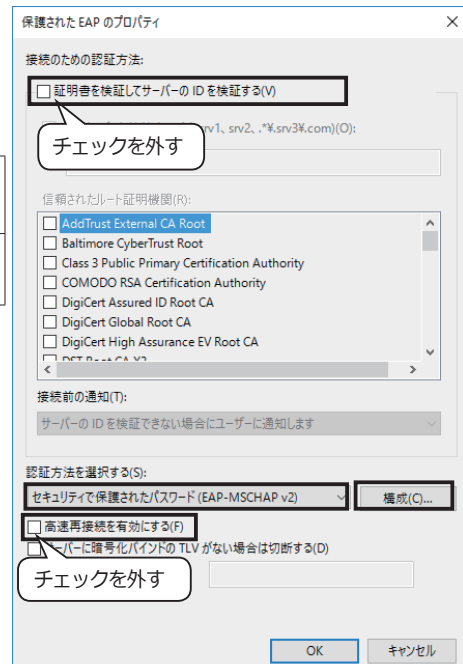 保護された EAP のプロパティ
接続のための認証方法:
証明書を検証してサーバーの ID を検証する(V)
rv1、srv2、.*¥.srv3¥.com)(O):
チェックを外す
信頼されたルート証明機関(R):
AddTrust External CA Root
Baltimore CyberTrust Root
Class 3 Public Primary Certification Authority
COMODO RSA Certification Authority
DigiCert Assured ID Root CA
DigiCert Global Root CA
DigiCert High Assurance EV Root CA
DST Root CA X3
接続前の通知(T):
サーバーの ID を検証できない場合にユーザーに通知します
認証方法を選択する(S):
セキュリティで保護されたパスワード (EAP-MSCHAP v2)
構成(C)...
高速再接続を有効にする(F)
サーバーに暗号化バインドの TLV がない場合は切断する(D)
チェックを外す
OK
キャンセル